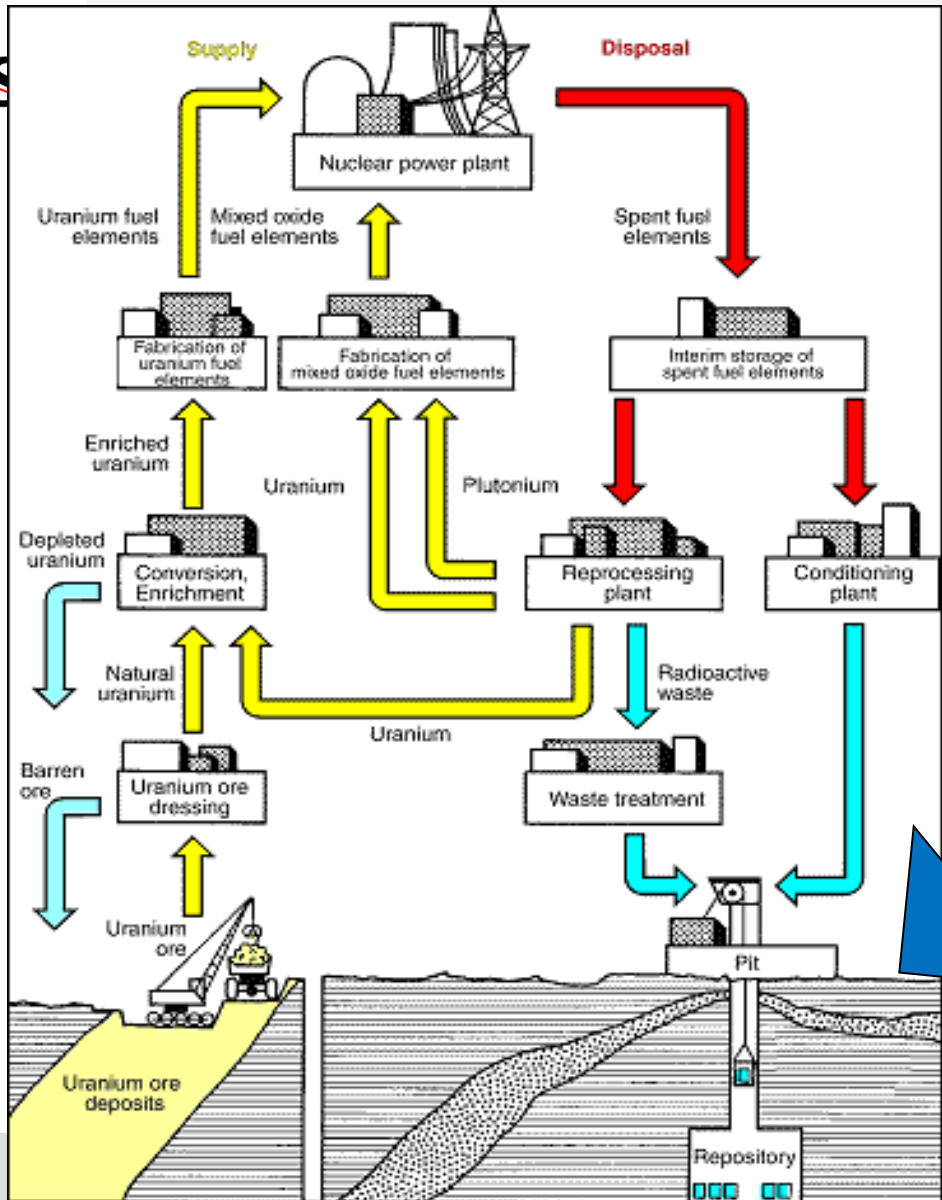 Supply
Disposal
Nuclear power plant
Uranium fuel
elements
Mixed oxide
fuel elements
Spent fuel
elements
Fabrication of
uranium fuel
elements
Fabrication of
mixed oxide fuel elements
Interim storage of
spent fuel elements
Enriched
uranium
Uranium
Plutonium
Depleted
uranium
Conversion,
Enrichment
Reprocessing
plant
Conditioning
plant
Natural
uranium
Radioactive
waste
Uranium
Barren
ore
Uranium ore
dressing
Waste treatment
Uranium
ore
Pit
Uranium ore
deposits
Repository